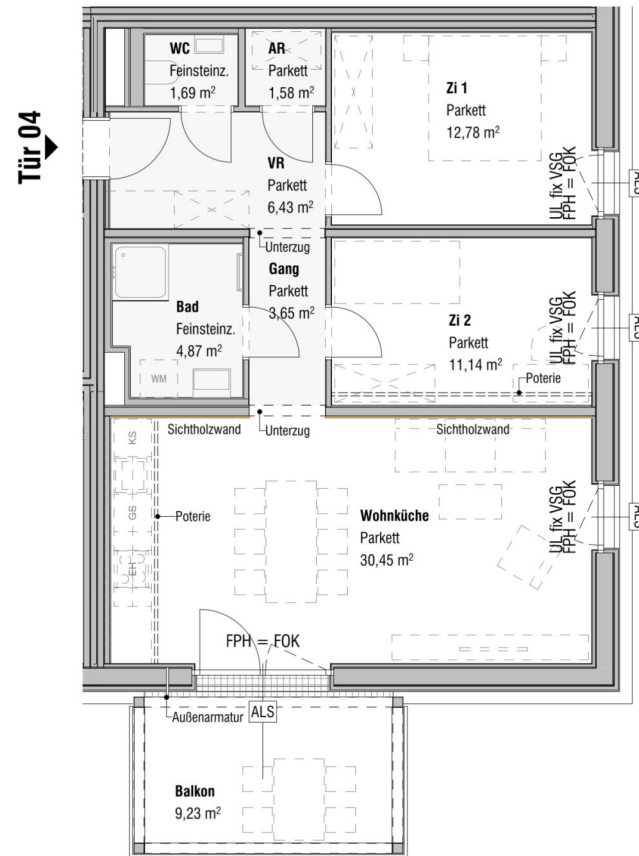 Tür 04
WC
Feinsteinz.
1,69 m²
AR
Parkett
1,58 m²
Zi 1
Parkett
12,78 m²
UL fix VSG
FPH = FOK
ALS
VR
Parkett
6,43 m²
Unterzug
Gang
Parkett
3,65 m²
Bad
Feinsteinz.
4,87 m²
WM
Zi 2
Parkett
11,14 m²
UL fix VSG
FPH = FOK
ALS
Poterie
Sichtholzwand
Unterzug
Sichtholzwand
KS
GS
EH
Poterie
Wohnküche
Parkett
30,45 m²
UL fix VSG
FPH = FOK
ALS
FPH = FOK
Außenarmatur
ALS
Balkon
9,23 m²